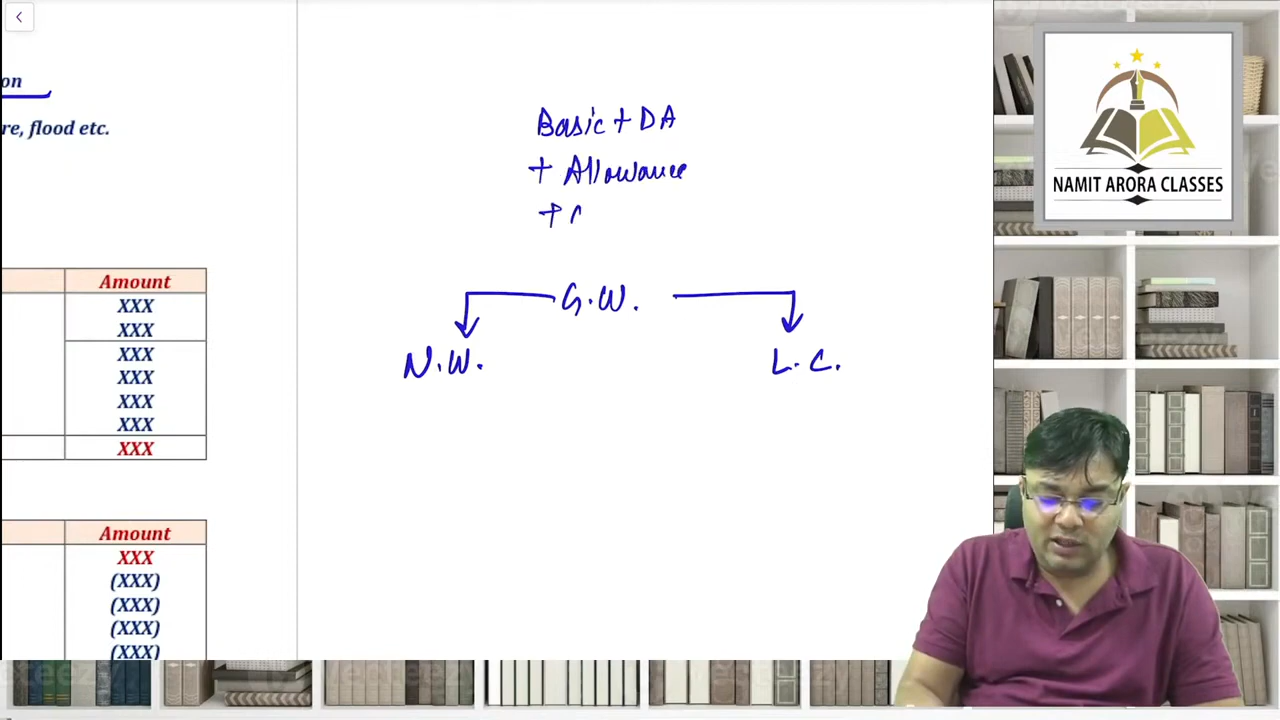 on
re, flood etc.
Basic + DA
+ Allowance
+
G.W.
N.W.
L.C.
Amount
XXX
XXX
XXX
XXX
XXX
XXX
XXX
Amount
XXX
(XXX)
(XXX)
(XXX)
(XXX)
NAMIT ARORA CLASSES